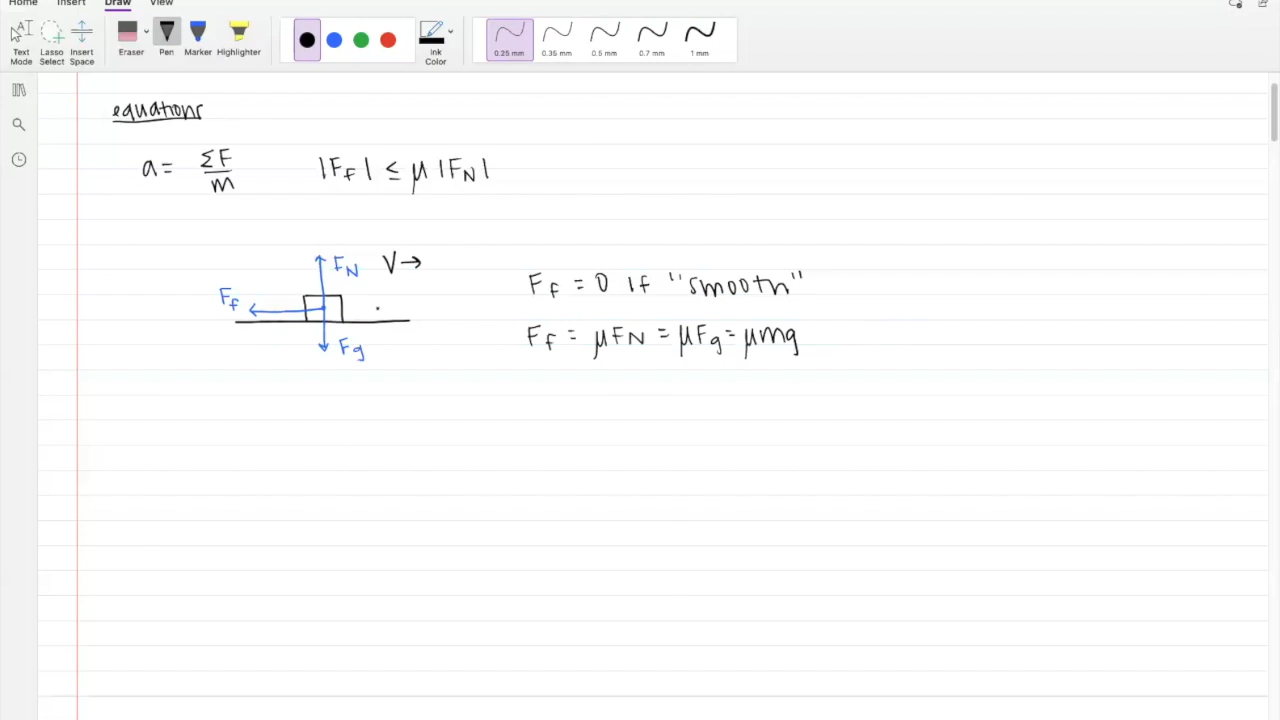 Home Insert Draw View
Text Mode Lasso Select Insert Space Eraser Pen Marker Highlighter Ink Color 0.25 mm 0.35 mm 0.5 mm 0.7 mm 1 mm
equations
a = ΣF/m |Ff| ≤ μ|FN|
FN V→
Ff
Fg
Ff = 0 if "smooth"
Ff = μFN = μFg = μmg